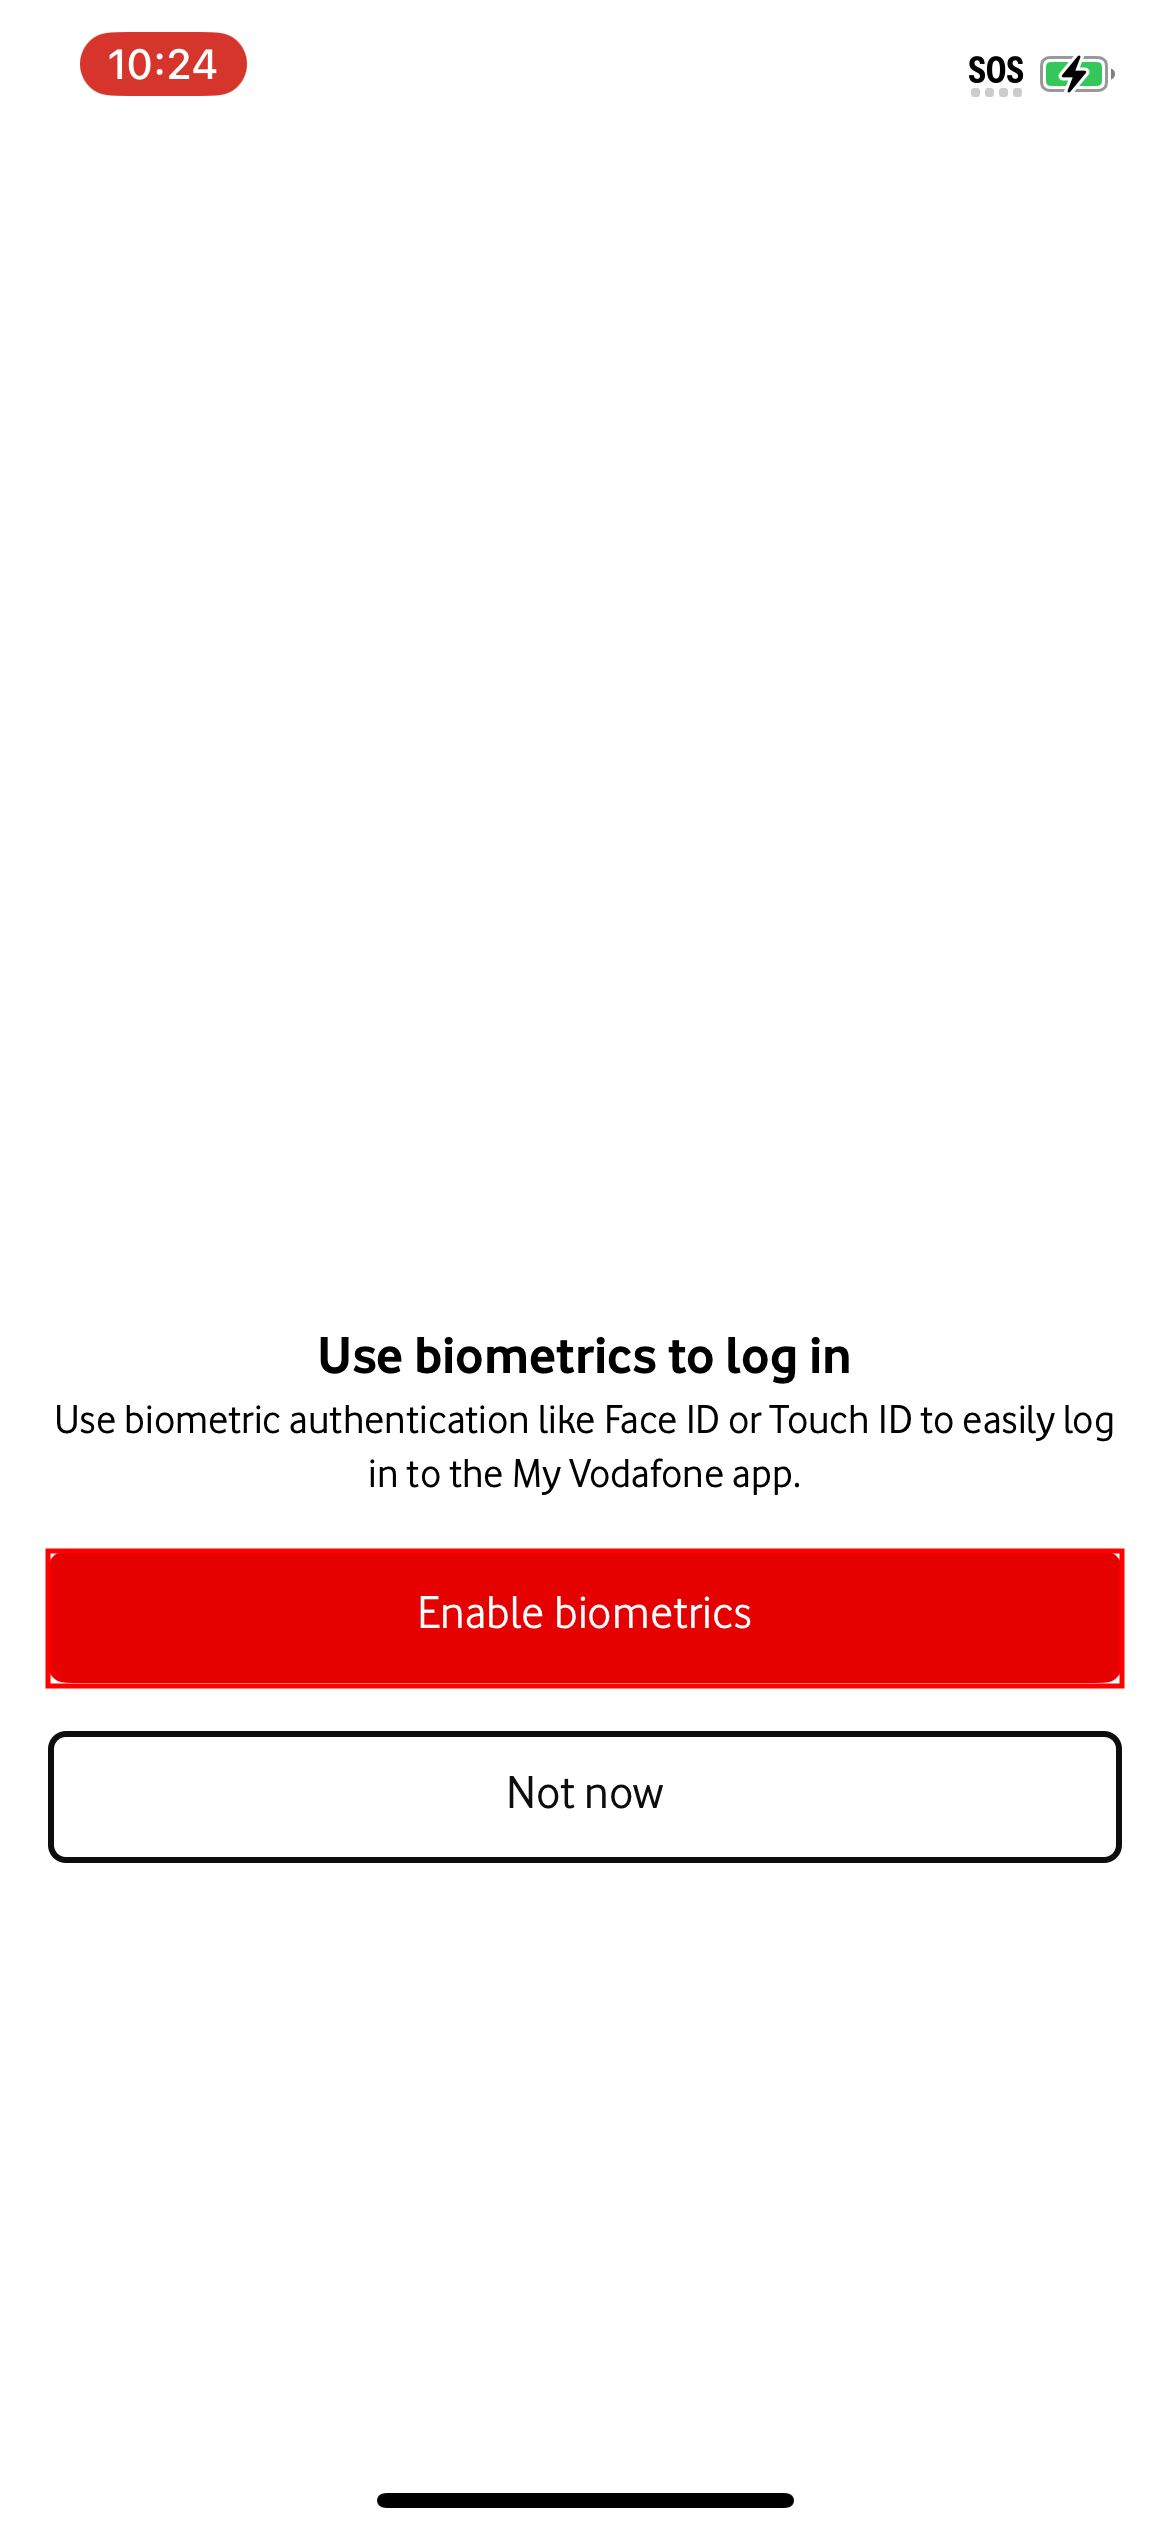 10:24
SOS
Use biometrics to log in
Use biometric authentication like Face ID or Touch ID to easily log
in to the My Vodafone app.
Enable biometrics
Not now